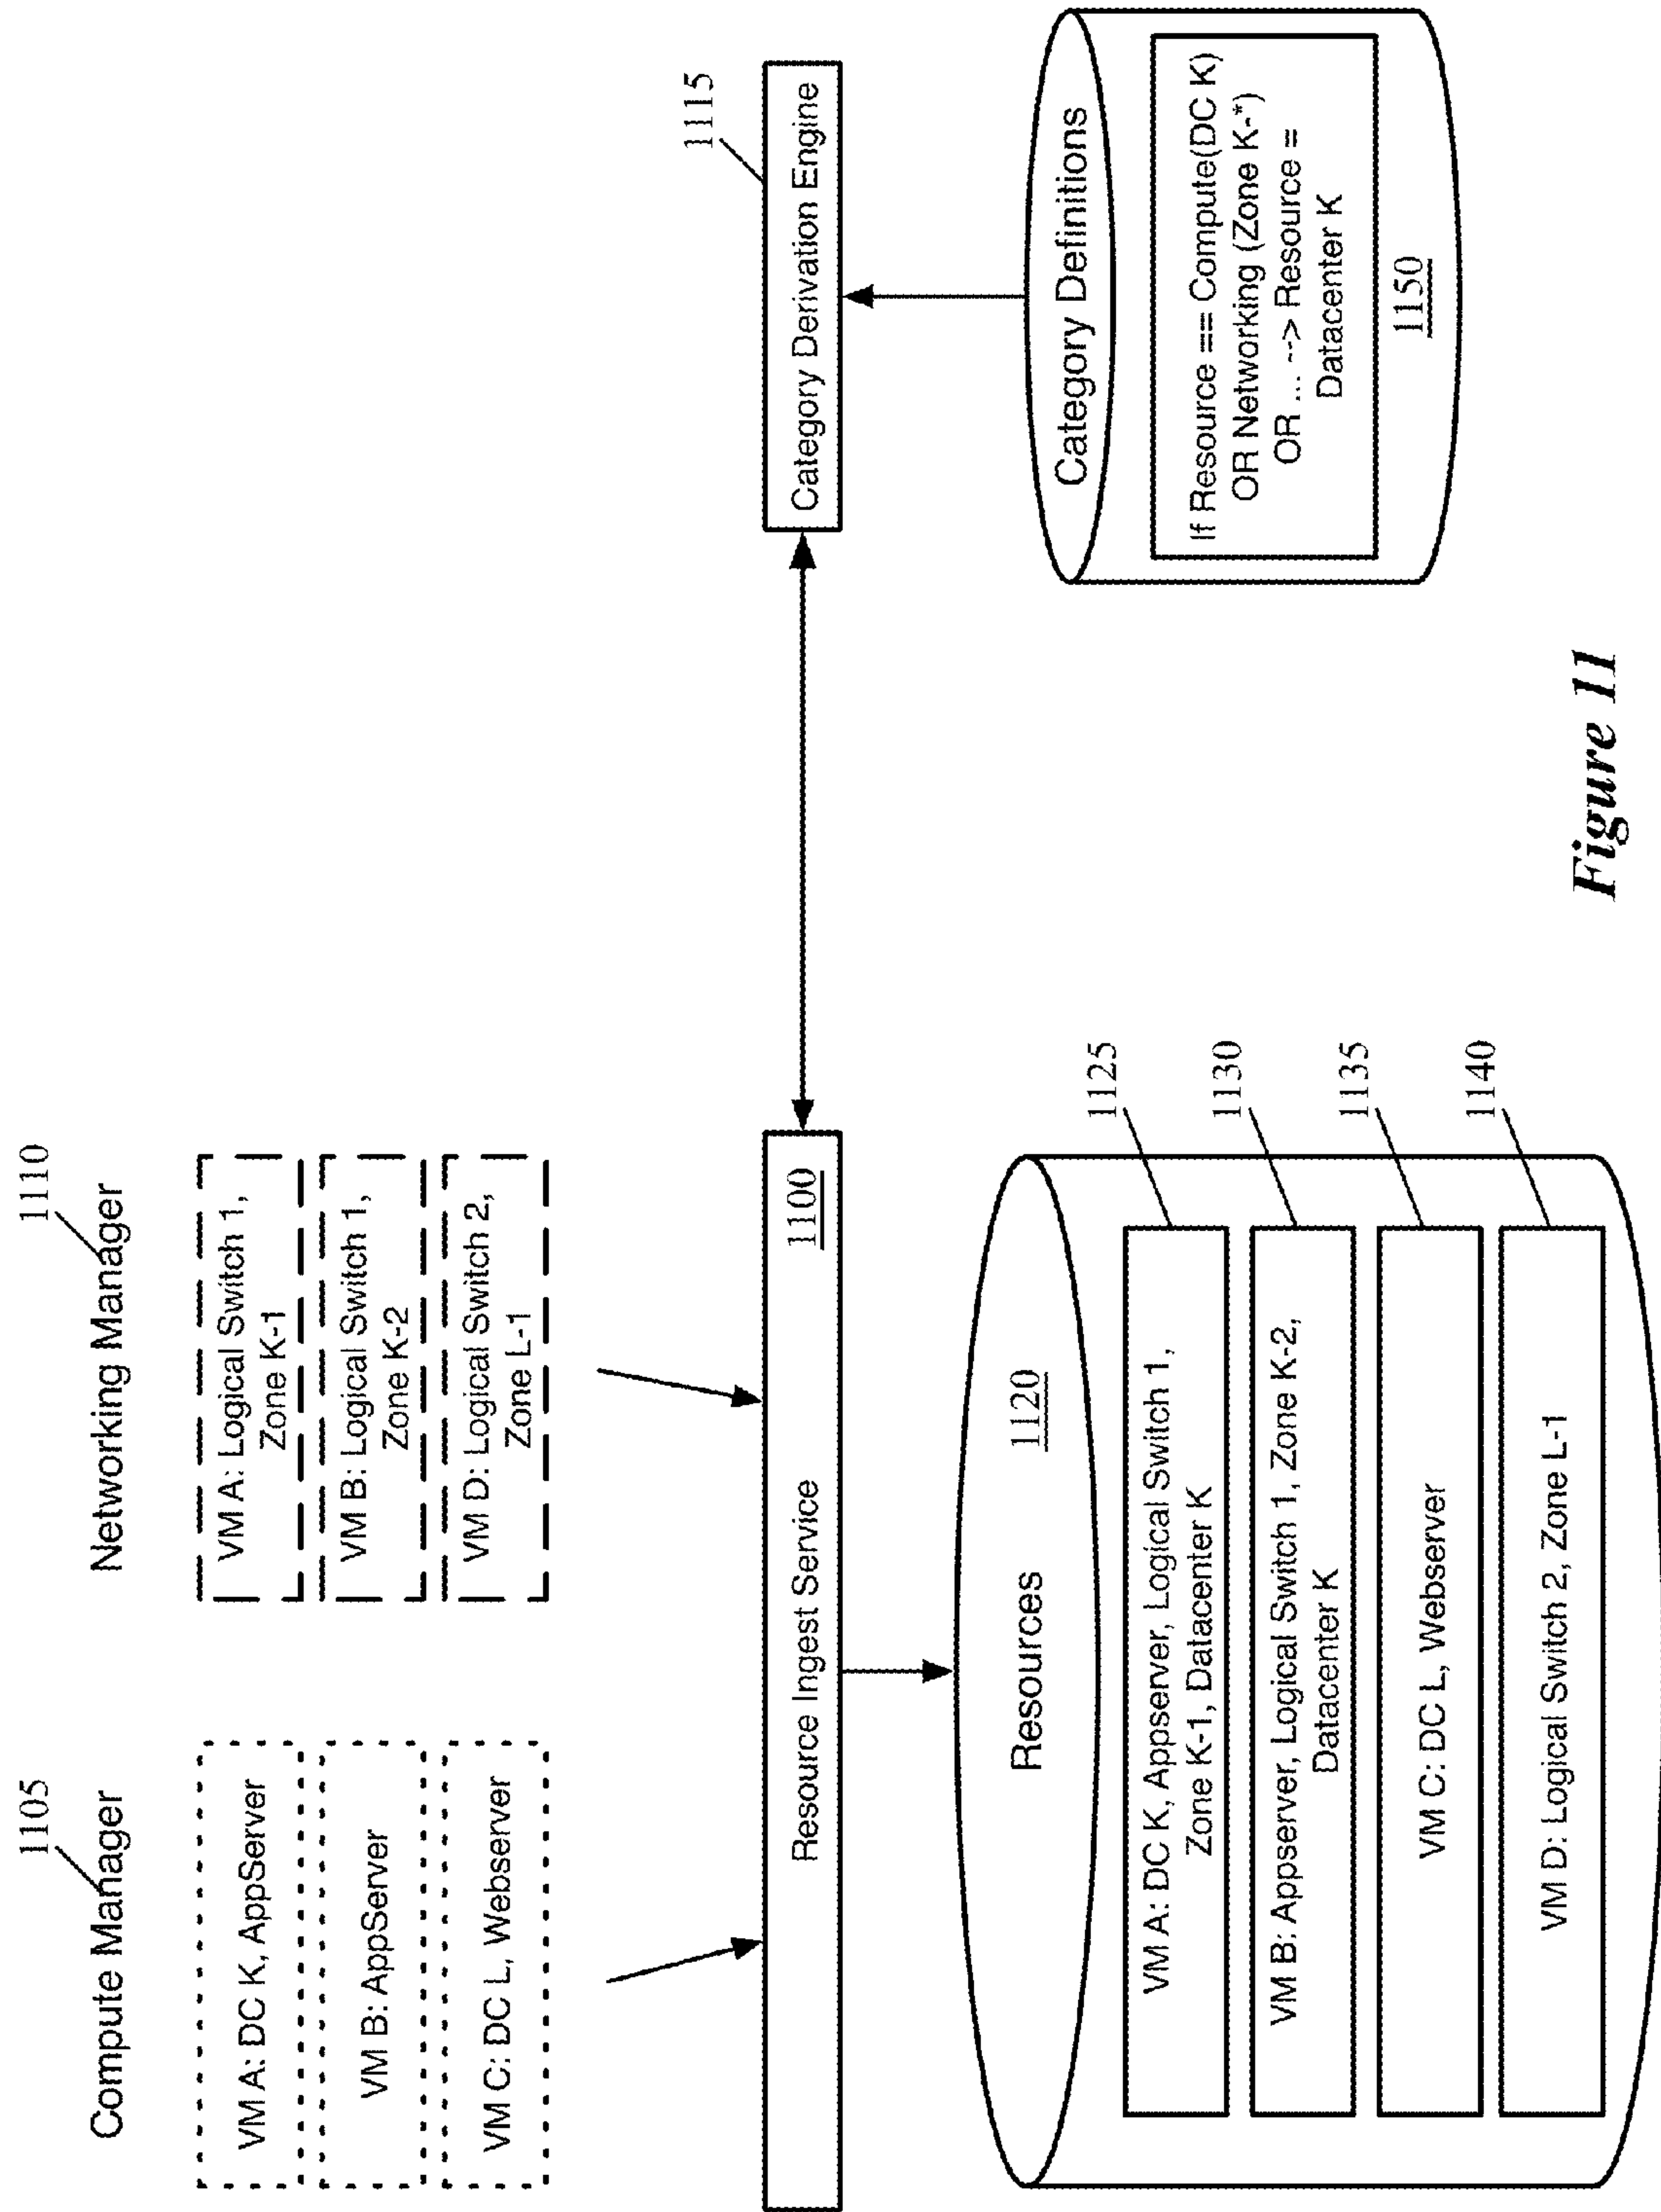 1105
Compute Manager
VM A: DC K, AppServer
VM B: AppServer
VM C: DC L, Webserver
1110
Networking Manager
VM A: Logical Switch 1,
Zone K-1
VM B: Logical Switch 1,
Zone K-2
VM D: Logical Switch 2,
Zone L-1
Resource Ingest Service
1100
1115
Category Derivation Engine
Resources
1120
VM A: DC K, Appserver, Logical Switch 1,
Zone K-1, Datacenter K
1125
VM B: Appserver, Logical Switch 1, Zone K-2,
Datacenter K
1130
VM C: DC L, Webserver
1135
VM D: Logical Switch 2, Zone L-1
1140
Category Definitions
If Resource == Compute(DC K)
OR Networking (Zone K-*)
OR ... --> Resource =
Datacenter K
1150
Figure 11